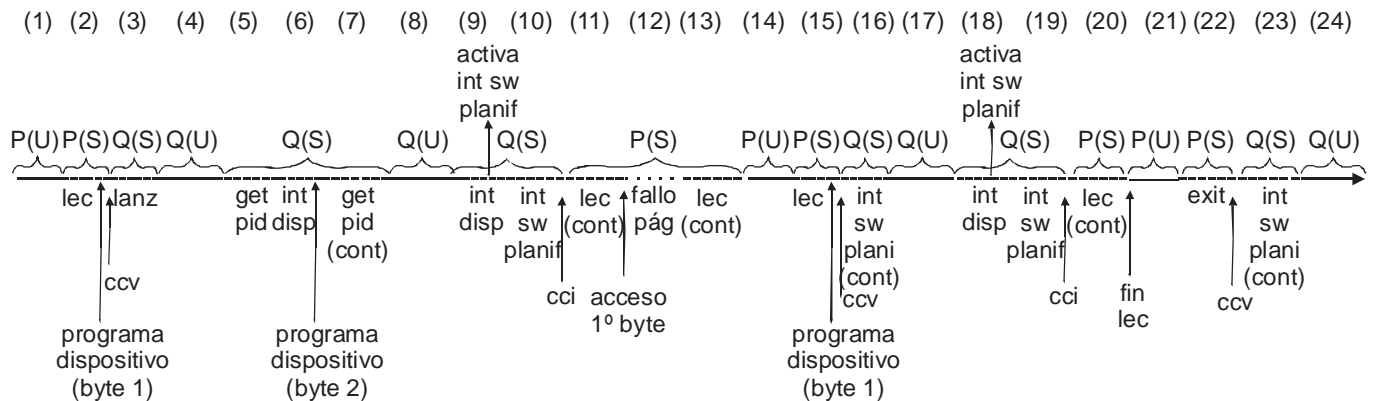 (1) (2) (3) (4) (5) (6) (7) (8) (9) (10) (11) (12) (13) (14) (15) (16) (17) (18) (19) (20) (21) (22) (23) (24)
activa
int sw
planif
activa
int sw
planif
P(U) P(S) Q(S) Q(U) Q(S) Q(U) Q(S) P(S) P(U) P(S) Q(S) Q(U) Q(S) P(S) P(U) P(S) Q(S) Q(U)
lec
lanz
get
pid
int
disp
get
pid
(cont)
int
disp
int
sw
planif
lec
(cont)
fallo
pág
lec
(cont)
lec
int
sw
plani
(cont)
int
disp
int
sw
planif
lec
(cont)
exit
int
sw
plani
(cont)
ccv
cci
acceso
1º byte
ccv
cci
fin
lec
ccv
programa
dispositivo
(byte 1)
programa
dispositivo
(byte 2)
programa
dispositivo
(byte 1)